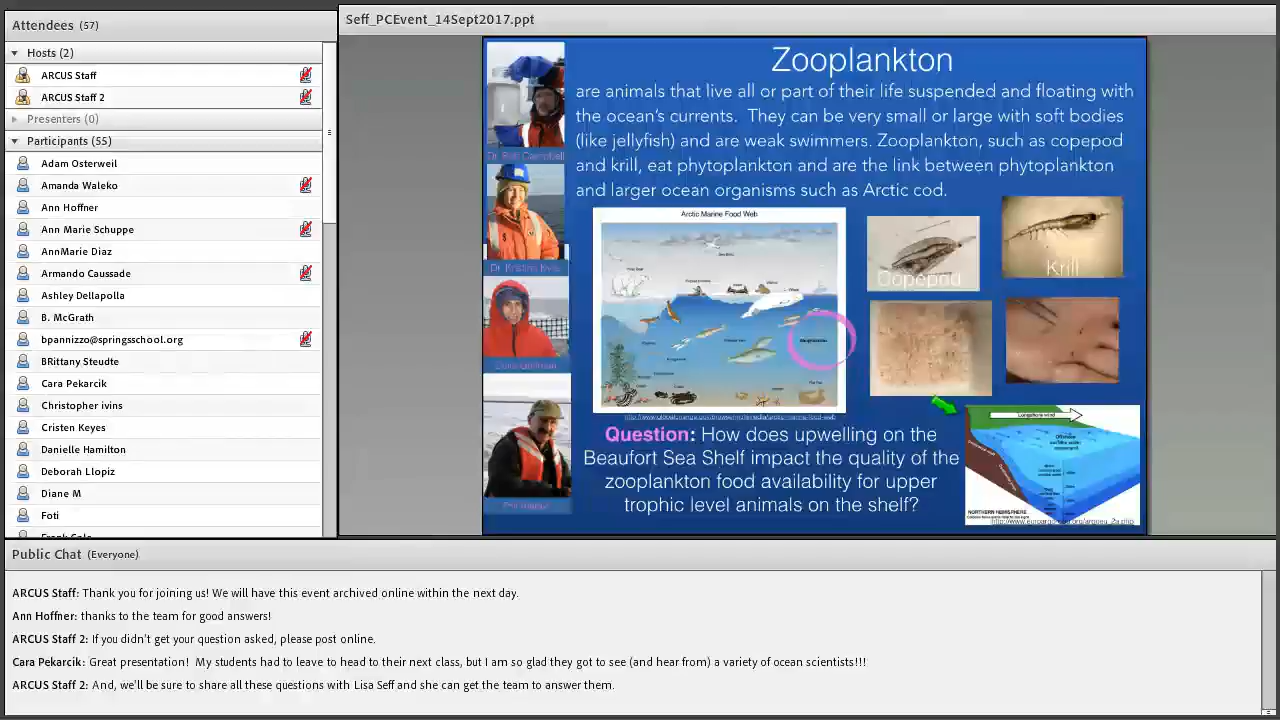 Attendees (57)
Hosts (2)
ARCUS Staff
ARCUS Staff 2
Presenters (0)
Participants (55)
Adam Osterweil
Amanda Waleko
Ann Hoffner
Ann Marie Schuppe
AnnMarie Diaz
Armando Caussade
Ashley Dellapolla
B. McGrath
bpannizzo@springsschool.org
BRittany Steudte
Cara Pekarcik
Christopher ivins
Cristen Keyes
Danielle Hamilton
Deborah Llopiz
Diane M
Foti
Seff_PCEvent_14Sept2017.ppt
Zooplankton
are animals that live all or part of their life suspended and floating with
the ocean's currents.  They can be very small or large with soft bodies
(like jellyfish) and are weak swimmers. Zooplankton, such as copepod
and krill, eat phytoplankton and are the link between phytoplankton
and larger ocean organisms such as Arctic cod.
Arctic Marine Food Web
Copepod
Krill
Longshore wind
NORTHERN HEMISPHERE
Question: How does upwelling on the
Beaufort Sea Shelf impact the quality of the
zooplankton food availability for upper
trophic level animals on the shelf?
Public Chat (Everyone)
ARCUS Staff: Thank you for joining us! We will have this event archived online within the next day.
Ann Hoffner: thanks to the team for good answers!
ARCUS Staff 2: If you didn't get your question asked, please post online.
Cara Pekarcik: Great presentation!  My students had to leave to head to their next class, but I am so glad they got to see (and hear from) a variety of ocean scientists!!!
ARCUS Staff 2: And, we'll be sure to share all these questions with Lisa Seff and she can get the team to answer them.